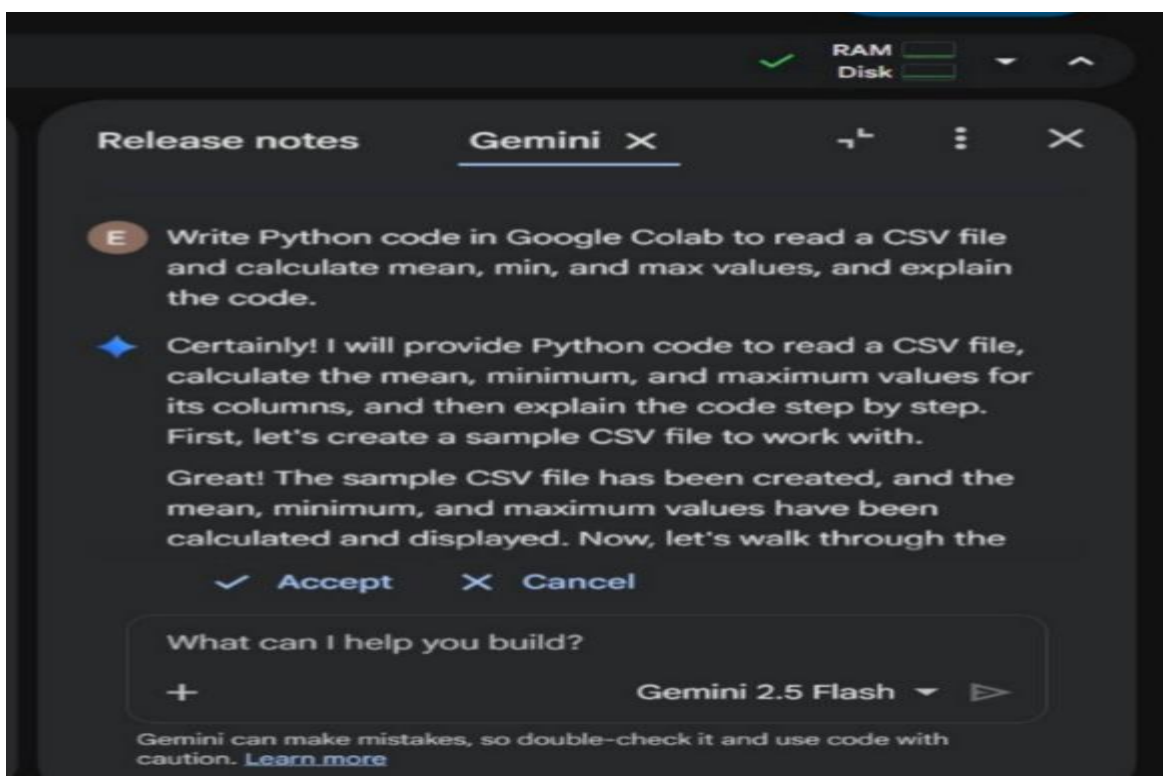 RAM
Disk
Release notes Gemini
E
Write Python code in Google Colab to read a CSV file
and calculate mean, min, and max values, and explain
the code.
Certainly! I will provide Python code to read a CSV file,
calculate the mean, minimum, and maximum values for
its columns, and then explain the code step by step.
First, let's create a sample CSV file to work with.
Great! The sample CSV file has been created, and the
mean, minimum, and maximum values have been
calculated and displayed. Now, let's walk through the
Accept Cancel
What can I help you build?
Gemini 2.5 Flash
Gemini can make mistakes, so double-check it and use code with
caution. Learn more